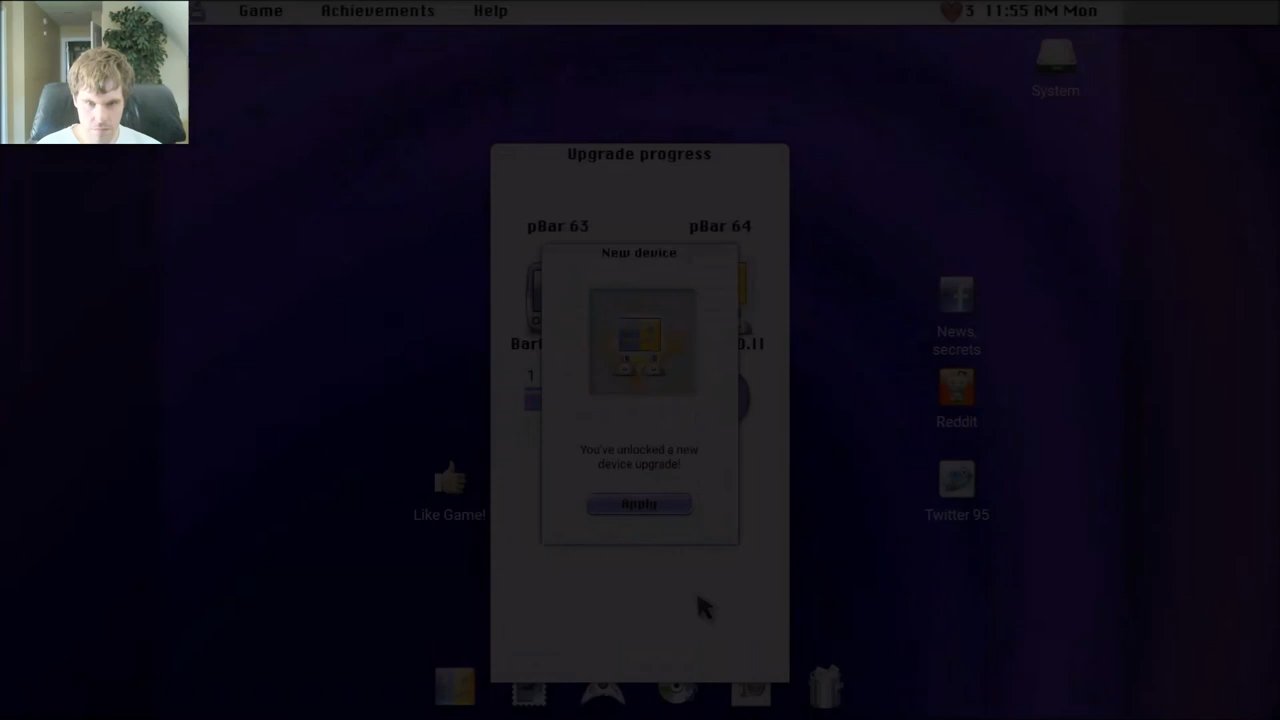 Game Achievements Help
3 11:55 AM Mon
System
Upgrade progress
pBar 63 pBar 64
New device
1
You've unlocked a new
device upgrade!
Apply
Like Game!
News,
secrets
Reddit
Twitter 95